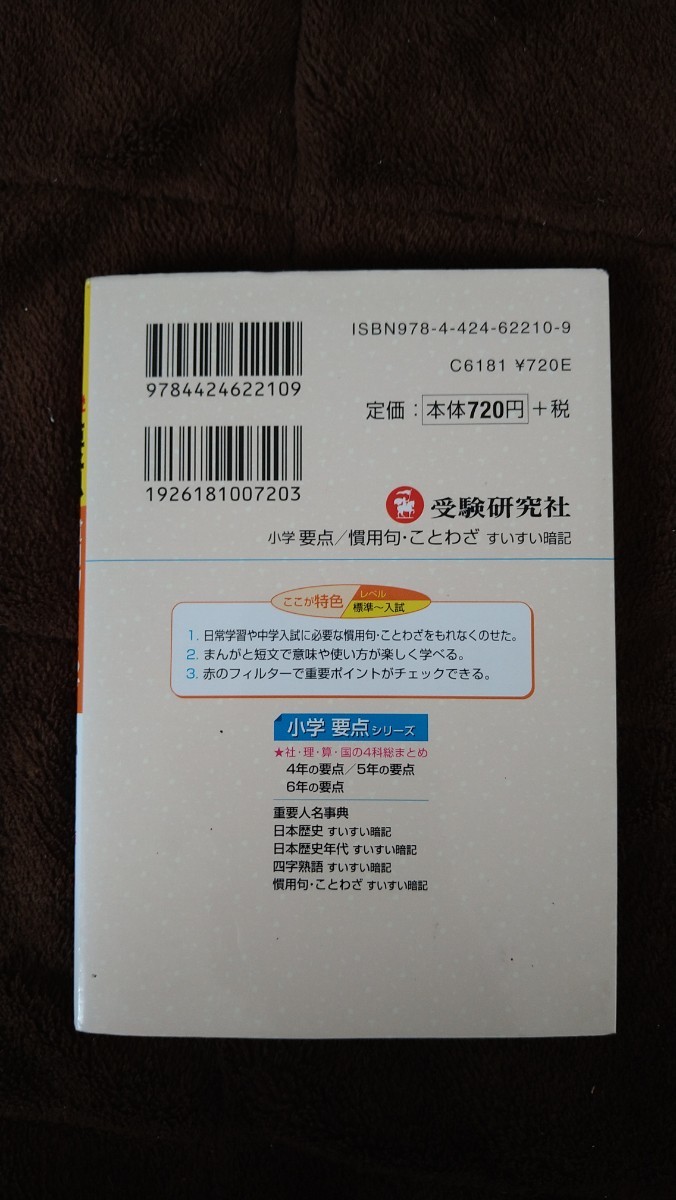 ISBN978-4-424-62210-9
C6181 ¥720E
9784424622109
定価：本体720円＋税
1926181007203
受験研究社
小学 要点／慣用句・ことわざ すいすい暗記
ここが特色
レベル
標準〜入試
1. 日常学習や中学入試に必要な慣用句・ことわざをもれなくのせた。
2. まんがと短文で意味や使い方が楽しく学べる。
3. 赤のフィルターで重要ポイントがチェックできる。
小学 要点シリーズ
★社・理・算・国の4科総まとめ
4年の要点／5年の要点
6年の要点
重要人名事典
日本歴史 すいすい暗記
日本歴史年代 すいすい暗記
四字熟語 すいすい暗記
慣用句・ことわざ すいすい暗記